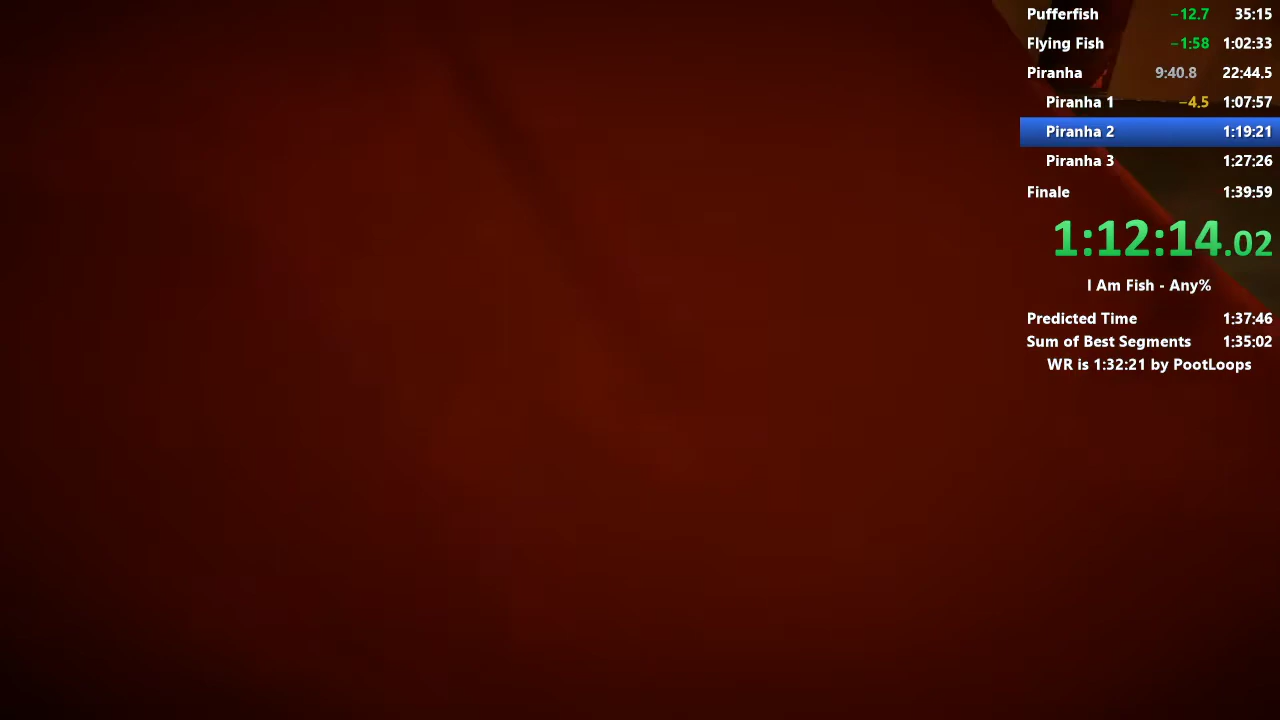 Pufferfish −12.7 35:15
Flying Fish −1:58 1:02:33
Piranha 9:40.8 22:44.5
Piranha 1 −4.5 1:07:57
Piranha 2 1:19:21
Piranha 3 1:27:26
Finale 1:39:59
1:12:14.02
I Am Fish - Any%
Predicted Time 1:37:46
Sum of Best Segments 1:35:02
WR is 1:32:21 by PootLoops